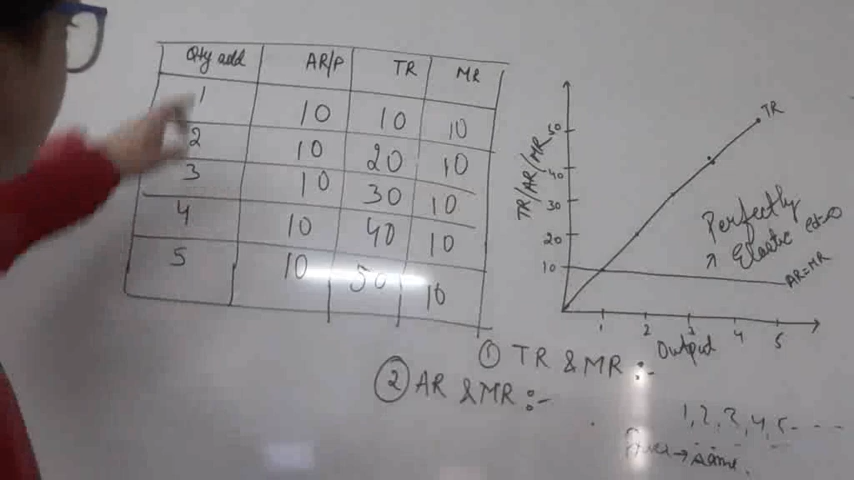 Qty add AR/P TR MR
1 10 10 10
2 10 20 10
3 10 30 10
4 10 40 10
5 10 50 10
TR/AR/MR
50
40
30
20
10
1 2 3 4 5
Output
TR
Perfectly
Elastic
AR=MR
① TR & MR :-
② AR & MR :-
1, 2, 3, 4, 5 - - - -
→ same.